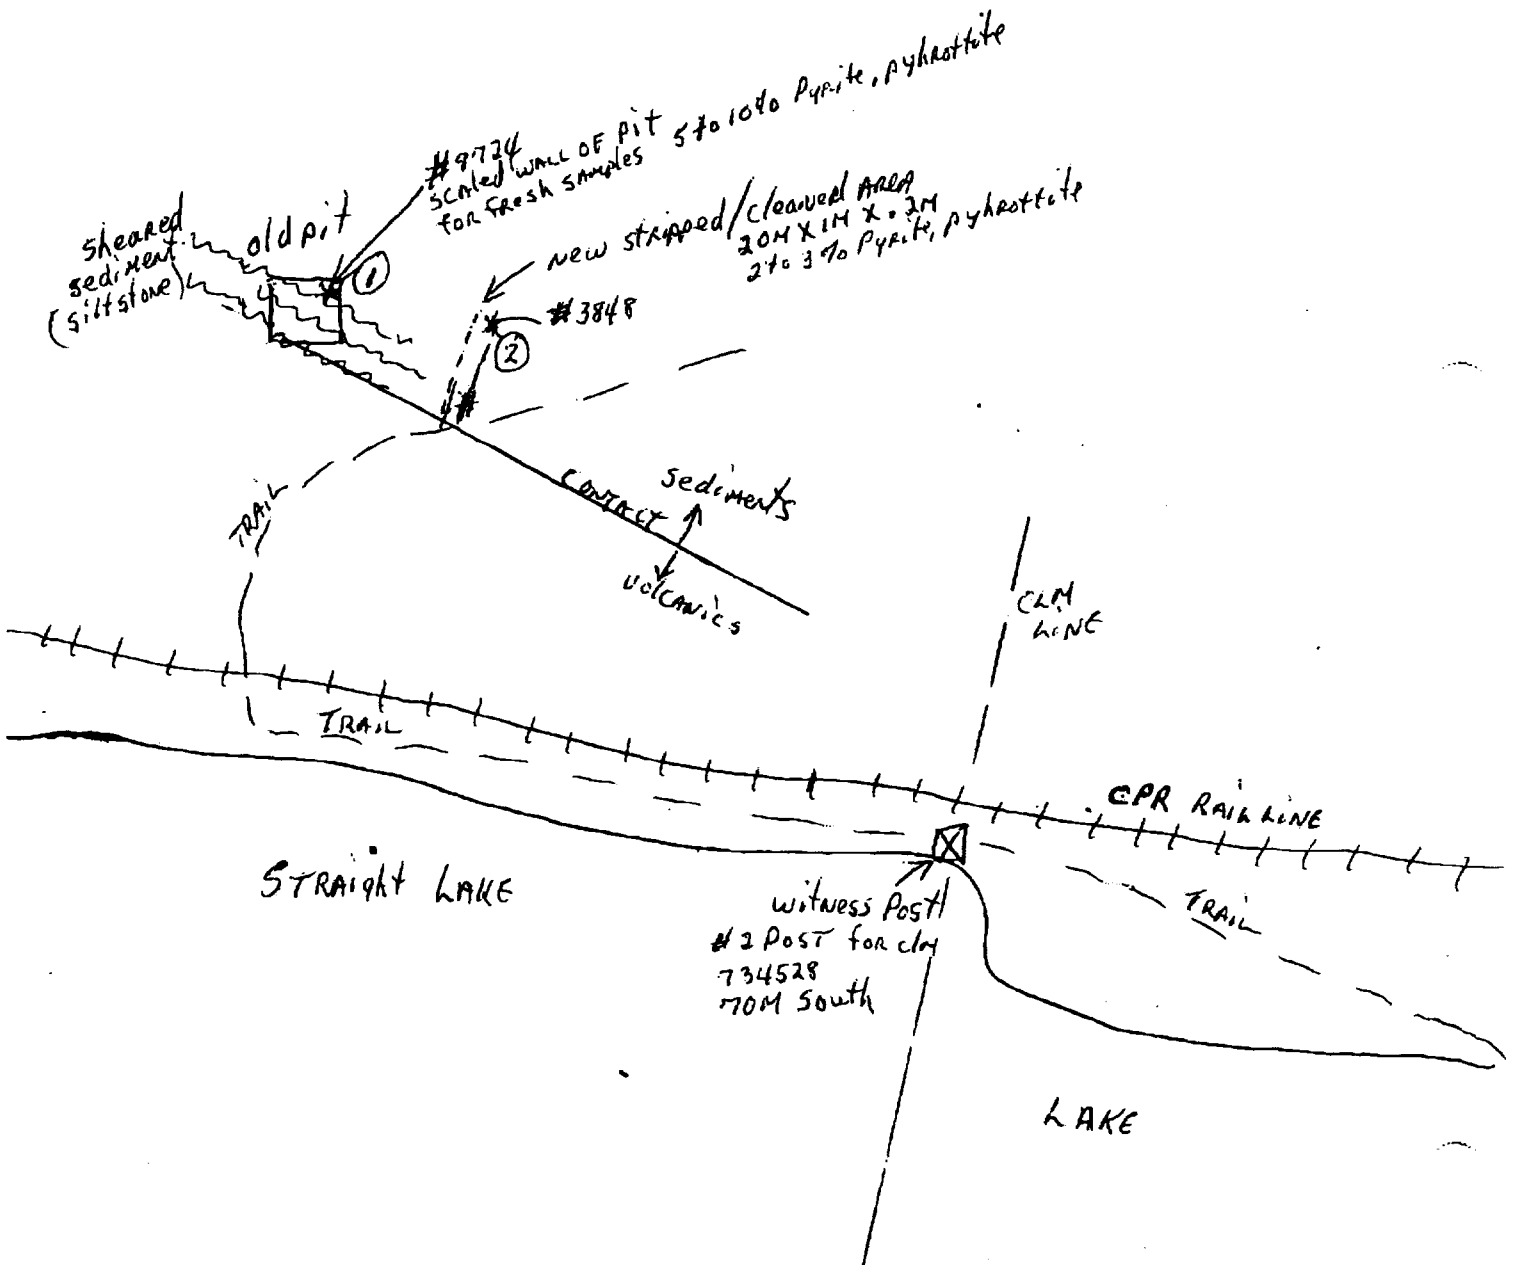 #8724
scaled WALL OF pit
for fresh samples 5 to 10% Pyrite, pyhrottite
sheared
sediment
(siltstone)
old pit
1
New stripped/cleaned AREA
20M X 1M X .2M
2 to 3% Pyrite, pyhrottite
#3848
2
TRAIL
CONTACT
sediments
volcanics
CLM
LINE
TRAIL
CPR RAIL LINE
STRAight LAKE
witness Post
#2 POST for clm
734528
70M South
TRAIL
LAKE